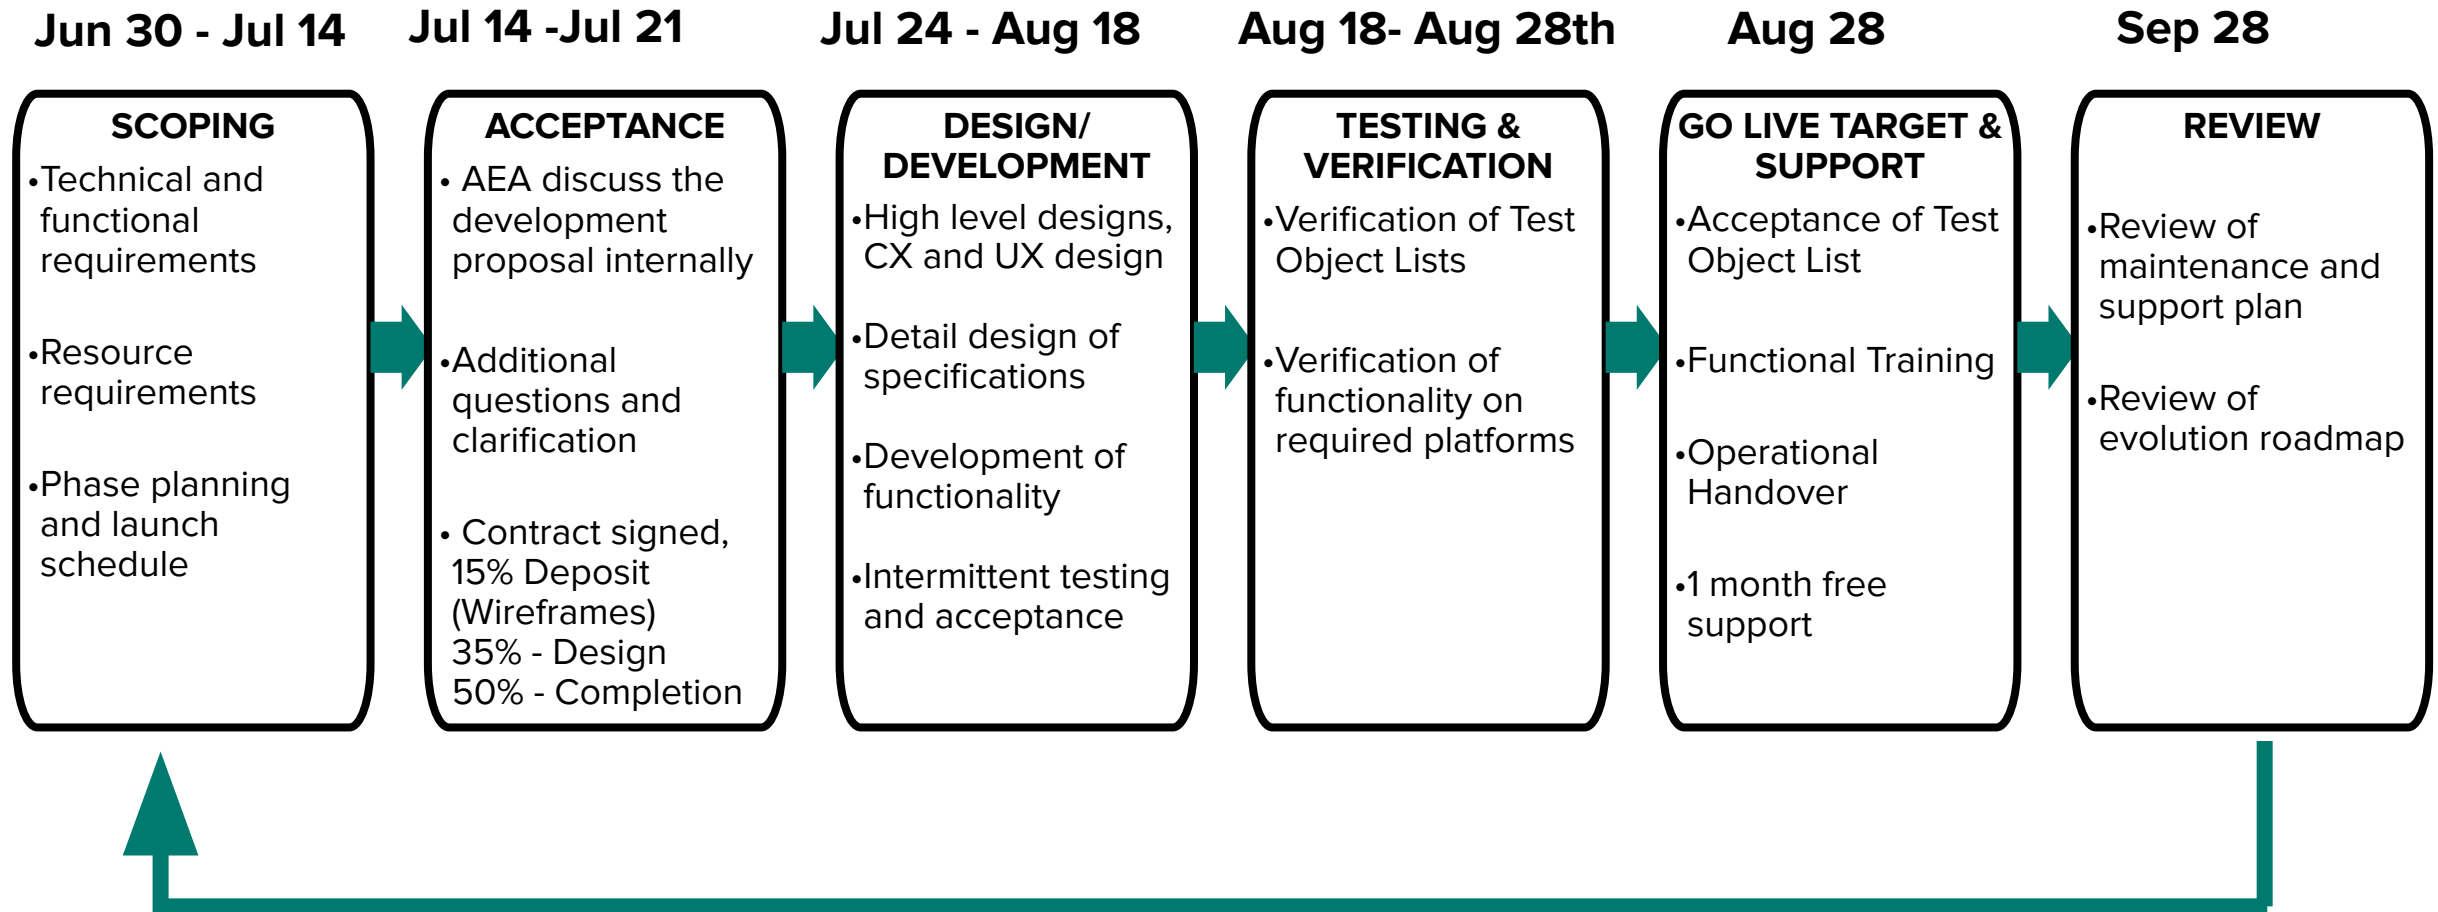 Jun 30 - Jul 14
Jul 14 -Jul 21
Jul 24 - Aug 18
Aug 18- Aug 28th
Aug 28
Sep 28
SCOPING
•Technical and
functional
requirements
•Resource
requirements
•Phase planning
and launch
schedule
ACCEPTANCE
• AEA discuss the
development
proposal internally
•Additional
questions and
clarification
• Contract signed,
15% Deposit
(Wireframes)
35% - Design
50% - Completion
DESIGN/
DEVELOPMENT
•High level designs,
CX and UX design
•Detail design of
specifications
•Development of
functionality
•Intermittent testing
and acceptance
TESTING &
VERIFICATION
•Verification of Test
Object Lists
•Verification of
functionality on
required platforms
GO LIVE TARGET &
SUPPORT
•Acceptance of Test
Object List
•Functional Training
•Operational
Handover
•1 month free
support
REVIEW
•Review of
maintenance and
support plan
•Review of
evolution roadmap